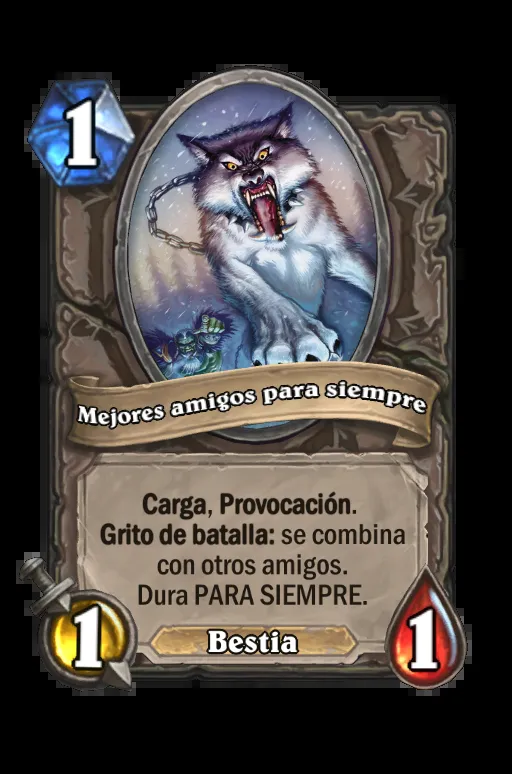 1
Mejores amigos para siempre
Carga, Provocación.
Grito de batalla: se combina
con otros amigos.
Dura PARA SIEMPRE.
1
Bestia
1